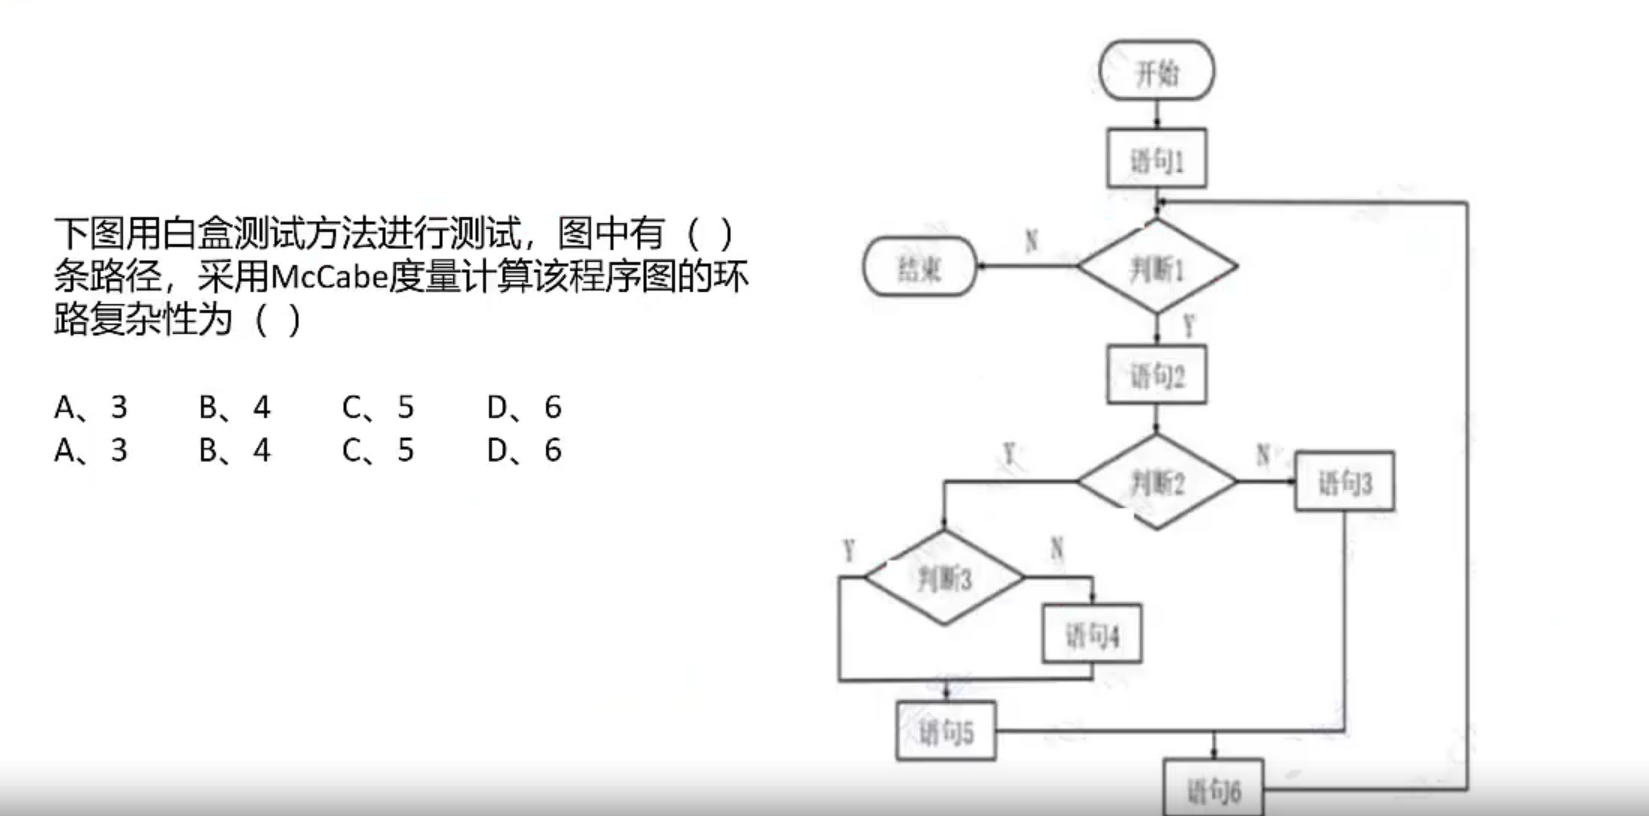 下图用白盒测试方法进行测试，图中有（ ）
条路径，采用McCabe度量计算该程序图的环
路复杂性为（ ）
A、3 B、4 C、5 D、6
A、3 B、4 C、5 D、6
开始
语句1
N
结束
判断1
Y
语句2
Y
判断2
N
语句3
Y
判断3
N
语句4
语句5
语句6